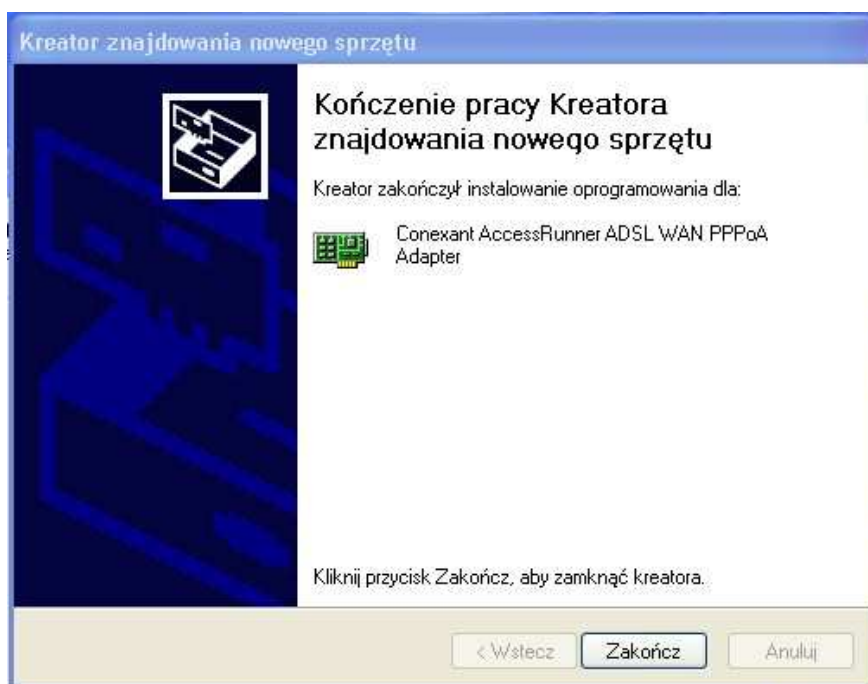 Kreator znajdowania nowego sprzętu
Kończenie pracy Kreatora
znajdowania nowego sprzętu
Kreator zakończył instalowanie oprogramowania dla:
Conexant AccessRunner ADSL WAN PPPoA
Adapter
Kliknij przycisk Zakończ, aby zamknąć kreatora.
< Wstecz
Zakończ
Anuluj